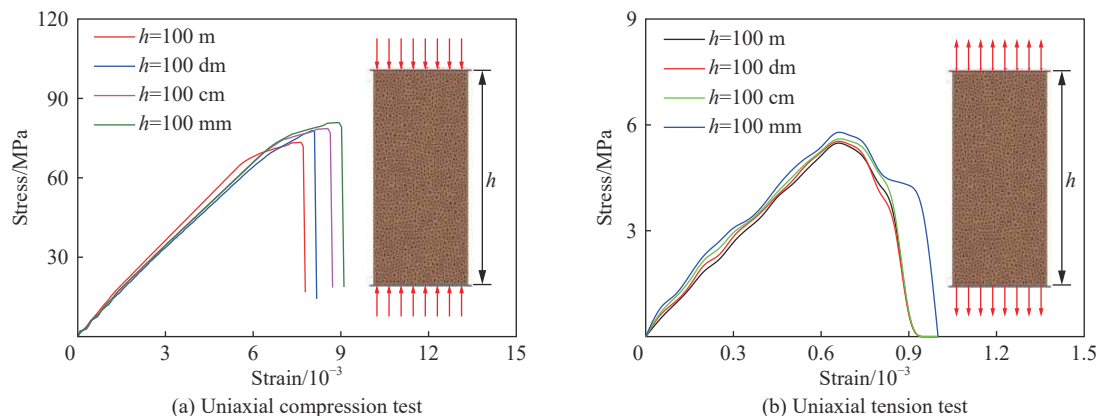 120
90
60
30
0
Stress/MPa
h=100 m
h=100 dm
h=100 cm
h=100 mm
h
0 3 6 9 12 15
Strain/10⁻³
(a) Uniaxial compression test
9
6
3
Stress/MPa
h=100 m
h=100 dm
h=100 cm
h=100 mm
h
0 0.3 0.6 0.9 1.2 1.5
Strain/10⁻³
(b) Uniaxial tension test